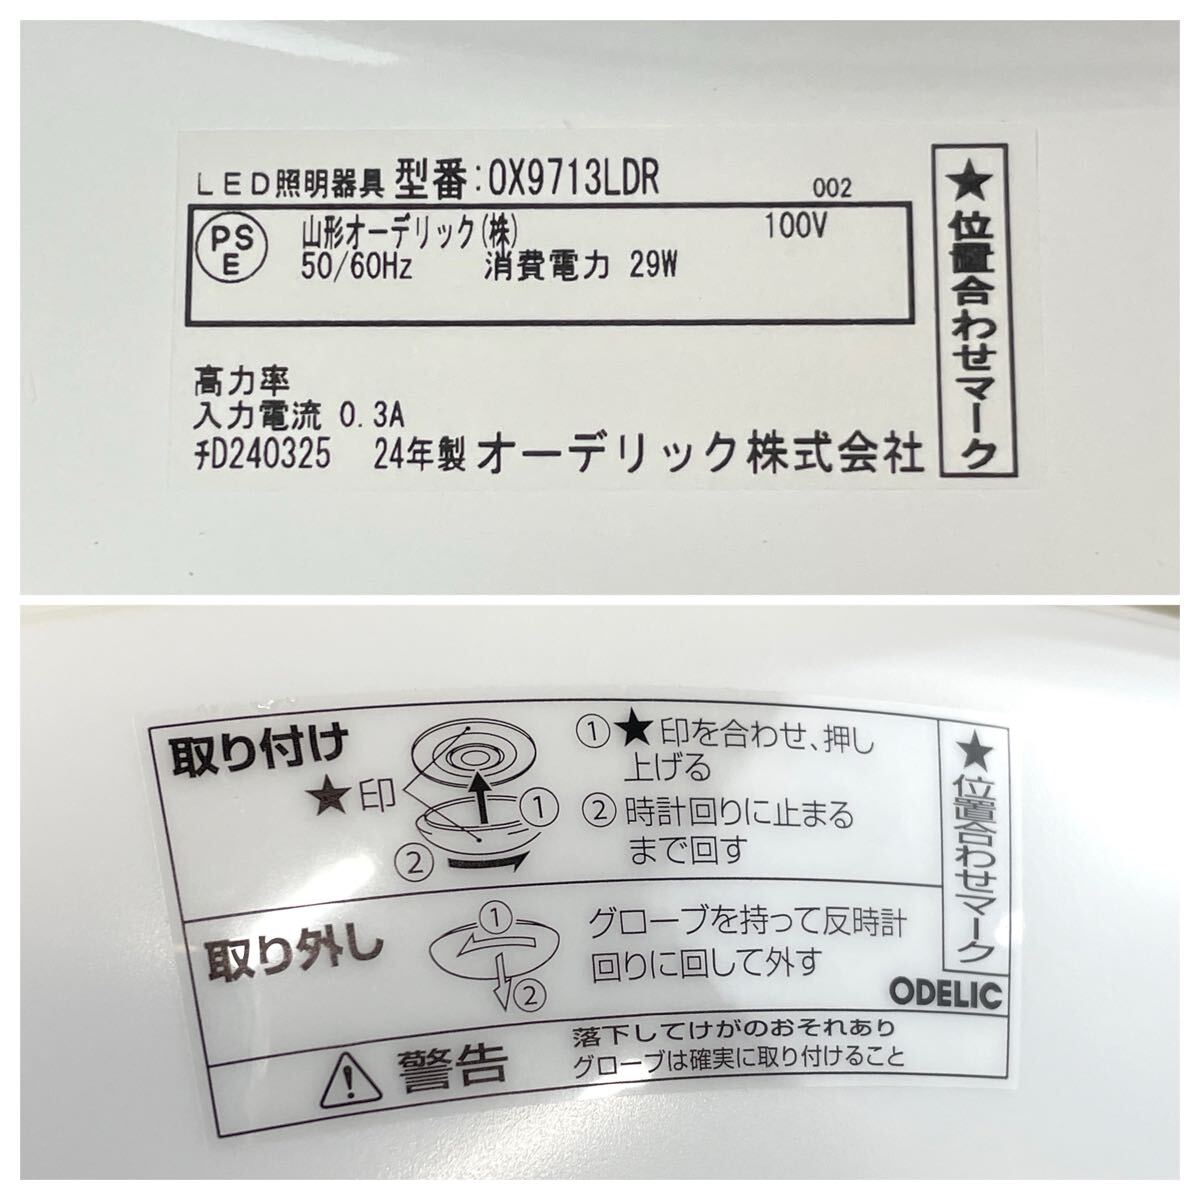 LED照明器具 型番:OX9713LDR 002
PS
E
山形オーデリック(株) 100V
50/60Hz 消費電力 29W
高力率
入力電流 0.3A
ﾁD240325 24年製 オーデリック株式会社
★位置合わせマーク
取り付け
★印
①
②
①★印を合わせ、押し
上げる
②時計回りに止まる
まで回す
★位置合わせマーク
取り外し
①
②
グローブを持って反時計
回りに回して外す
ODELIC
警告
落下してけがのおそれあり
グローブは確実に取り付けること